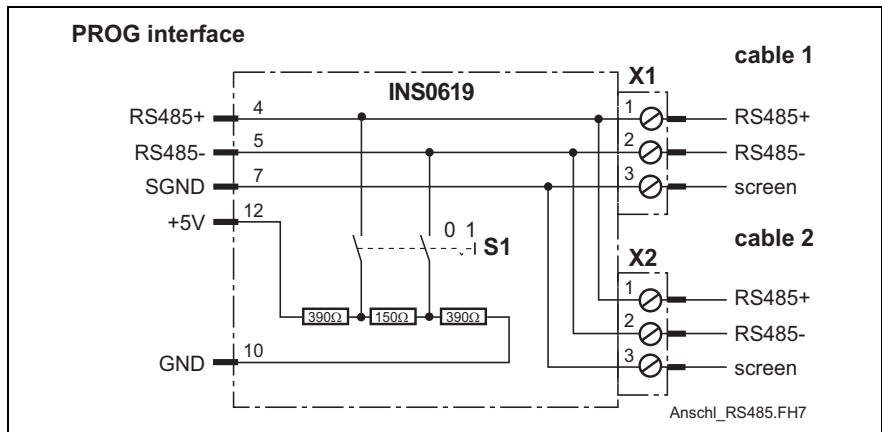 PROG interface
cable 1
X1
INS0619
RS485+ 4 1 RS485+
RS485- 5 2 RS485-
SGND 7 3 screen
+5V 12
0 1 S1
cable 2
X2
1 RS485+
390Ω 150Ω 390Ω
2 RS485-
GND 10 3 screen
Anschl_RS485.FH7